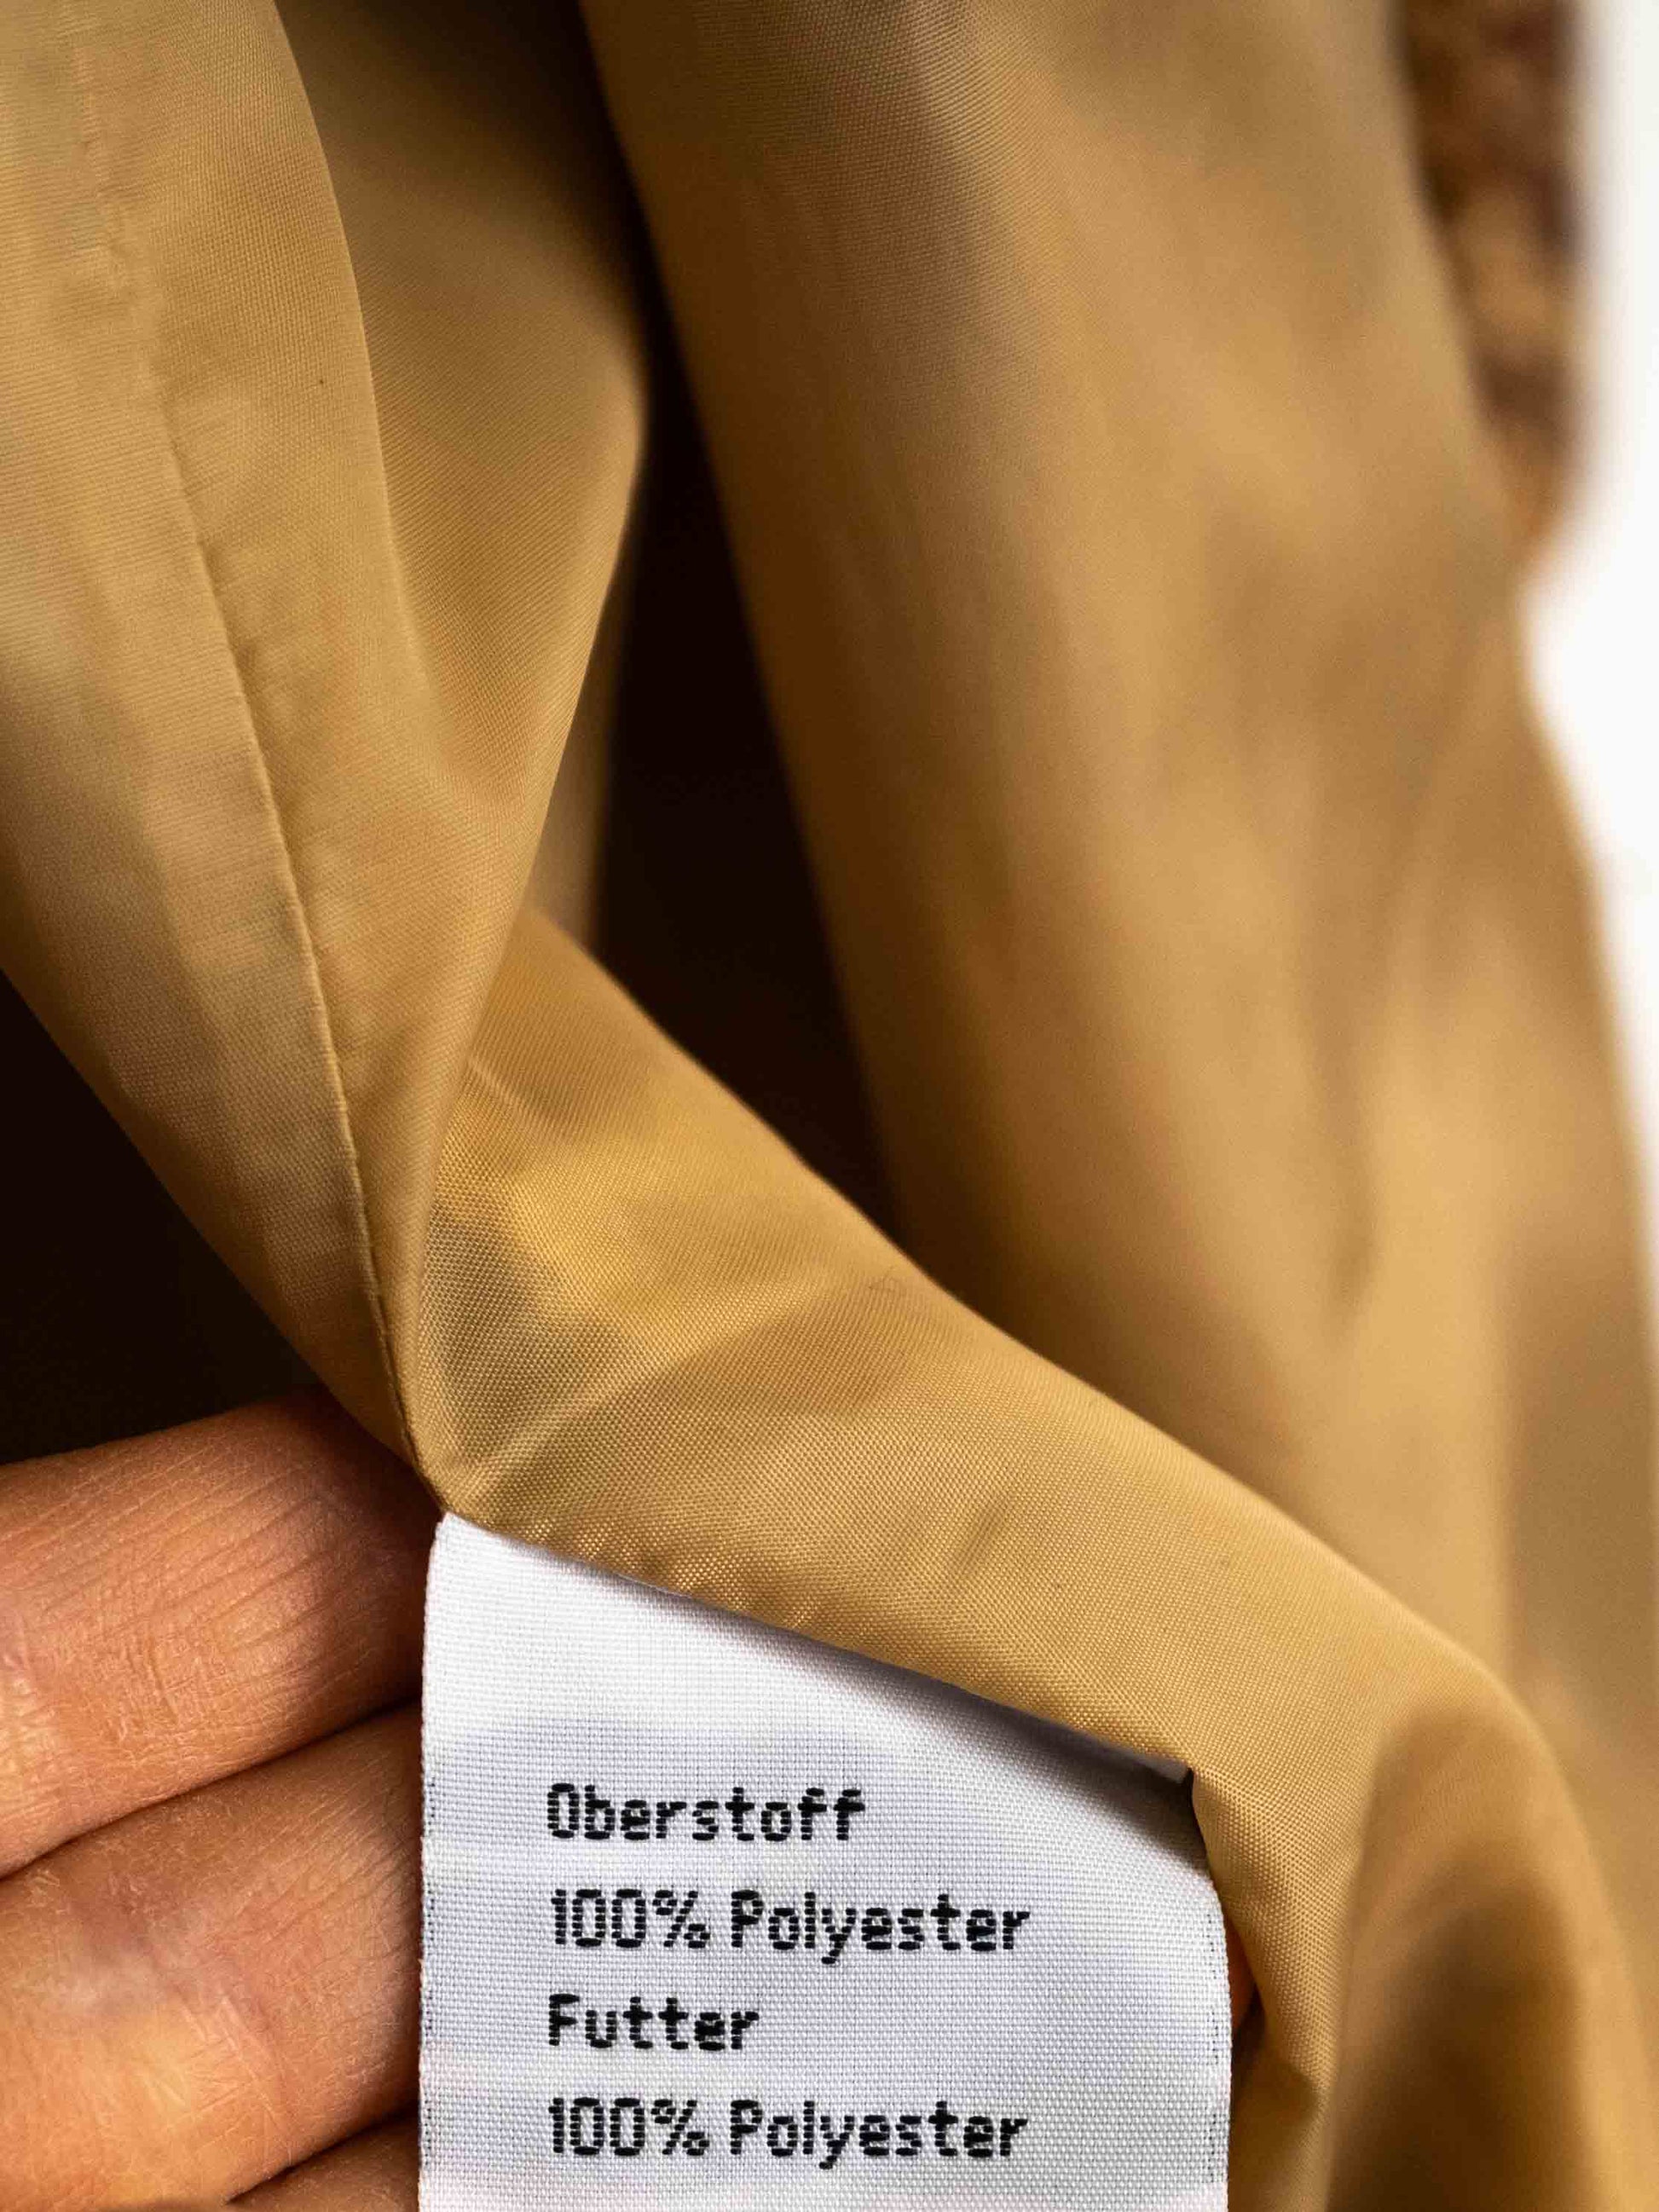 Oberstoff
100% Polyester
Futter
100% Polyester